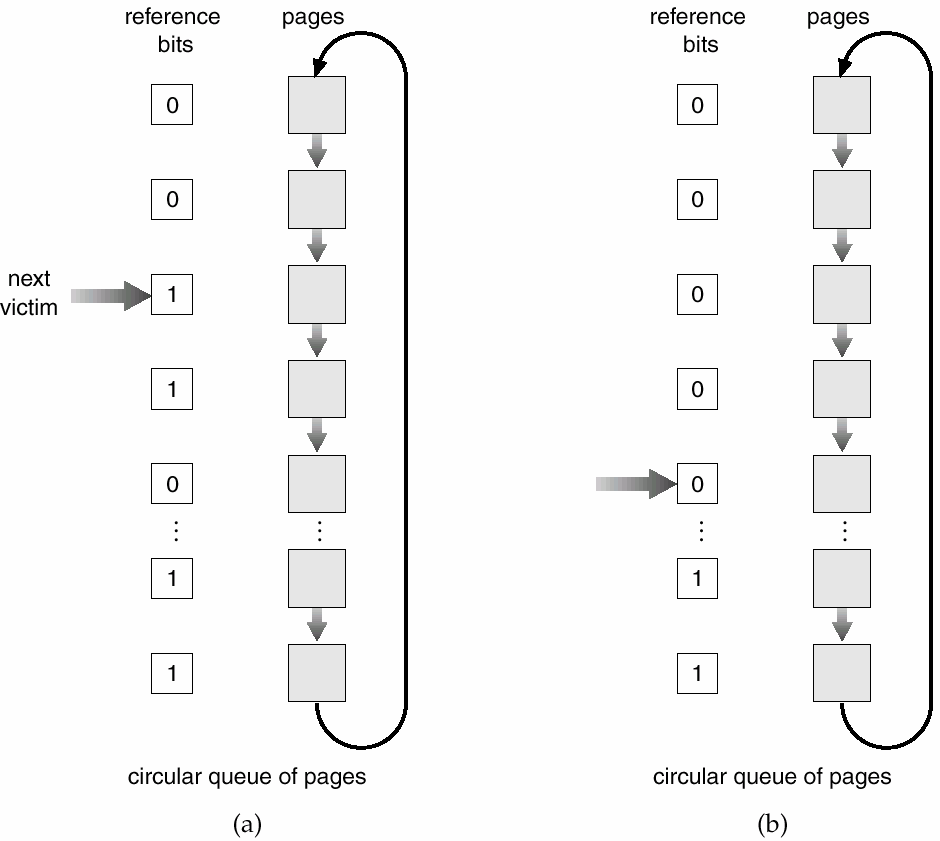 reference
bits
pages
0
0
next
victim
1
1
0
⋮
⋮
1
1
circular queue of pages
(a)
reference
bits
pages
0
0
0
0
0
⋮
⋮
1
1
circular queue of pages
(b)